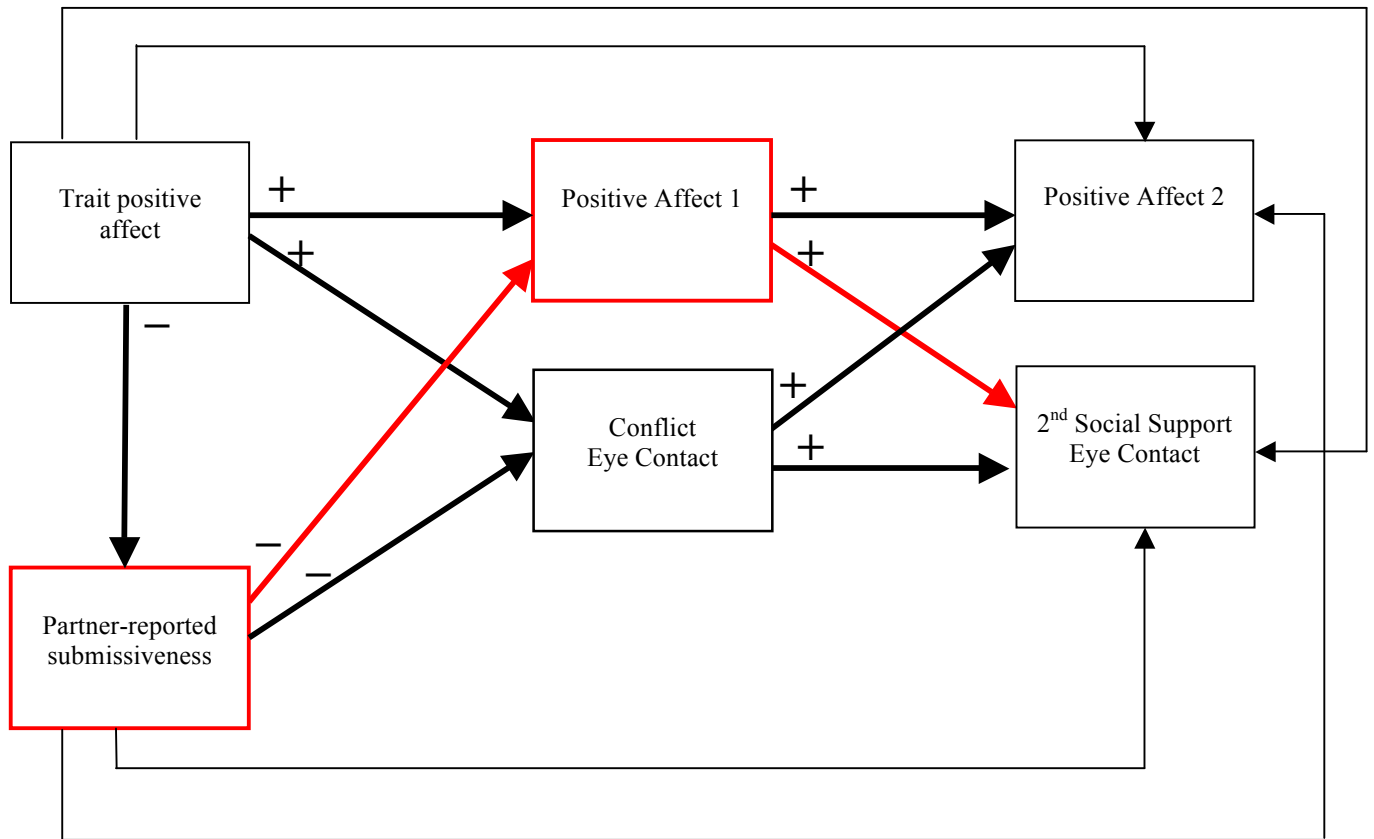 Trait positive
affect
+
+
–
Positive Affect 1
+
+
Positive Affect 2
Conflict
Eye Contact
+
+
2nd Social Support
Eye Contact
Partner-reported
submissiveness
–
–